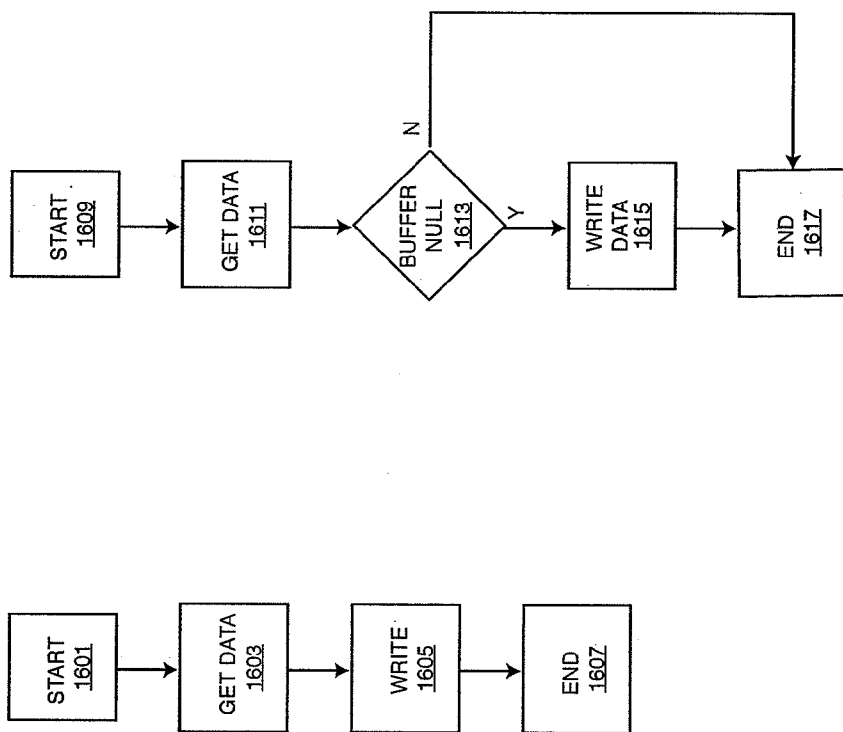 START
1609
GET DATA
1611
BUFFER
NULL
1613
N
Y
WRITE
DATA
1615
END
1617
START
1601
GET DATA
1603
WRITE
1605
END
1607